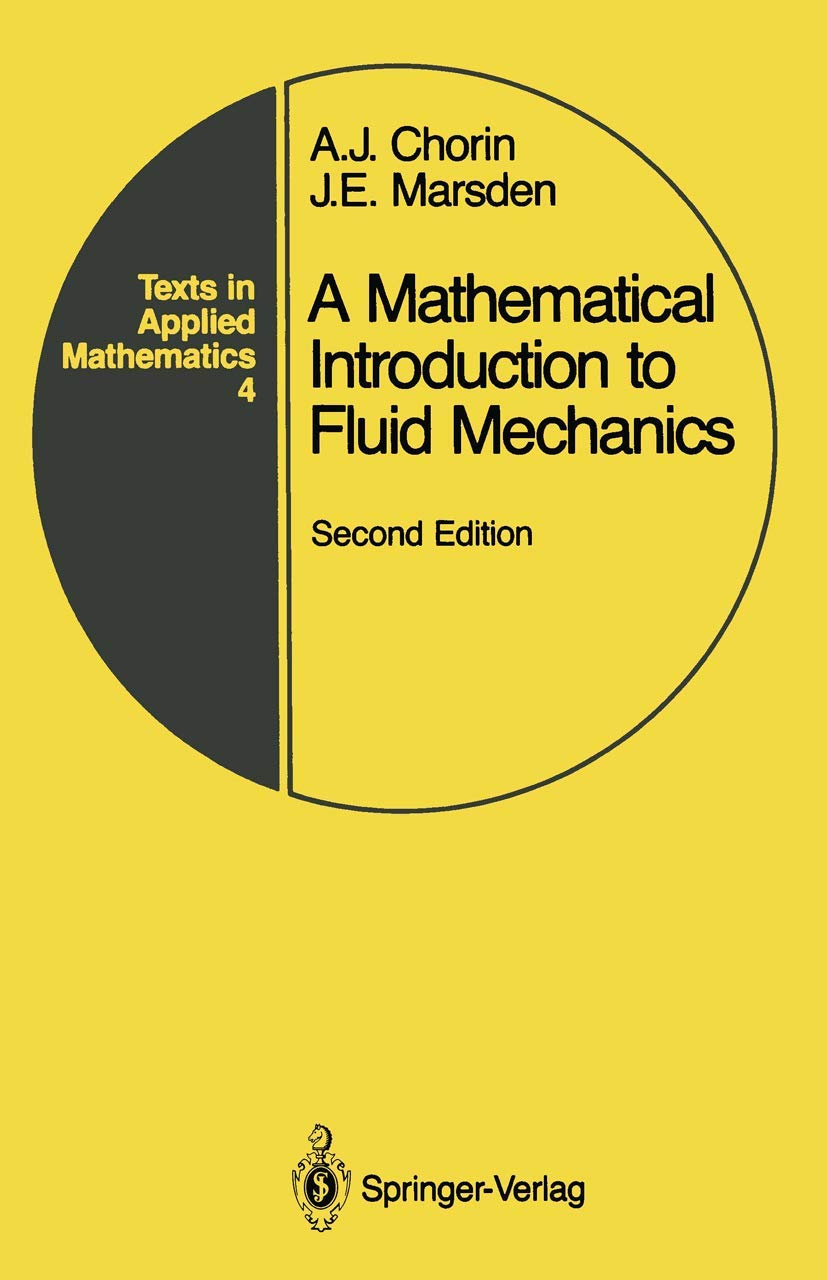 A.J. Chorin
J.E. Marsden
Texts in
Applied
Mathematics
4
A Mathematical
Introduction to
Fluid Mechanics
Second Edition
Springer-Verlag